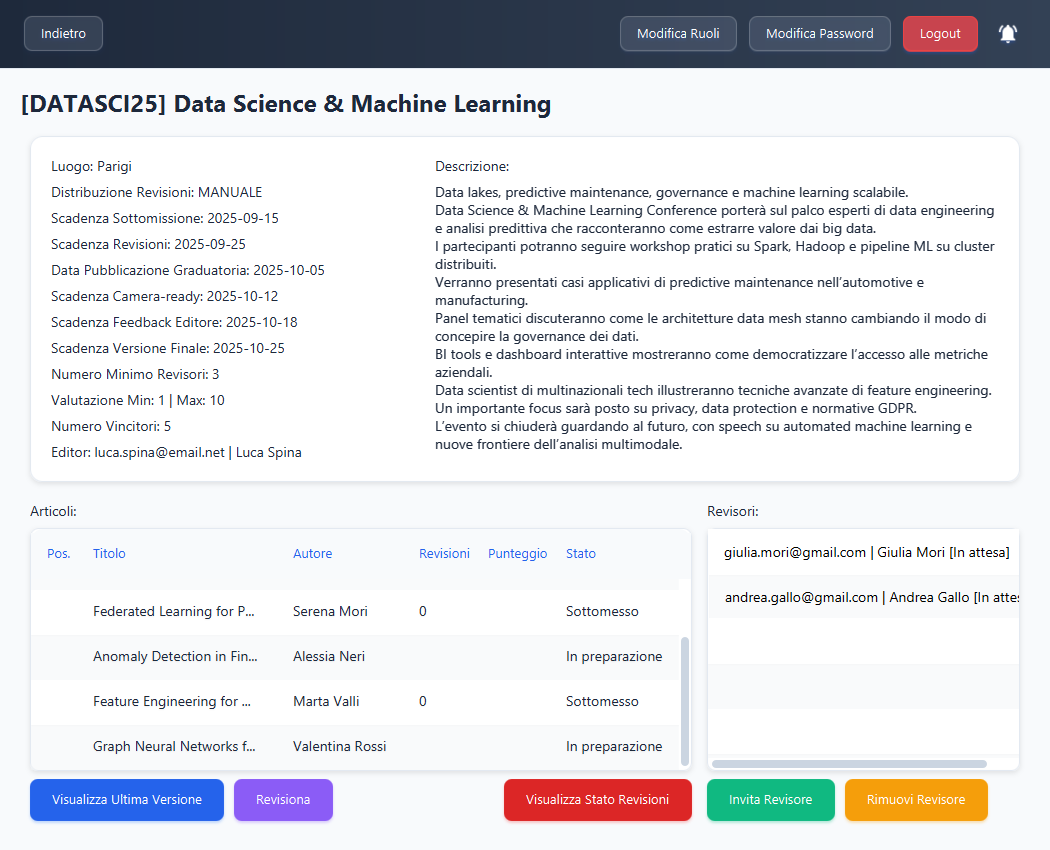 Indietro
Modifica Ruoli
Modifica Password
Logout
[DATASCI25] Data Science & Machine Learning
Luogo: Parigi
Distribuzione Revisioni: MANUALE
Scadenza Sottomissione: 2025-09-15
Scadenza Revisioni: 2025-09-25
Data Pubblicazione Graduatoria: 2025-10-05
Scadenza Camera-ready: 2025-10-12
Scadenza Feedback Editore: 2025-10-18
Scadenza Versione Finale: 2025-10-25
Numero Minimo Revisori: 3
Valutazione Min: 1 | Max: 10
Numero Vincitori: 5
Editor: luca.spina@email.net | Luca Spina
Descrizione:
Data lakes, predictive maintenance, governance e machine learning scalabile.
Data Science & Machine Learning Conference porterà sul palco esperti di data engineering
e analisi predittiva che racconteranno come estrarre valore dai big data.
I partecipanti potranno seguire workshop pratici su Spark, Hadoop e pipeline ML su cluster
distribuiti.
Verranno presentati casi applicativi di predictive maintenance nell’automotive e
manufacturing.
Panel tematici discuteranno come le architetture data mesh stanno cambiando il modo di
concepire la governance dei dati.
BI tools e dashboard interattive mostreranno come democratizzare l’accesso alle metriche
aziendali.
Data scientist di multinazionali tech illustreranno tecniche avanzate di feature engineering.
Un importante focus sarà posto su privacy, data protection e normative GDPR.
L’evento si chiuderà guardando al futuro, con speech su automated machine learning e
nuove frontiere dell’analisi multimodale.
Articoli:
Pos. Titolo Autore Revisioni Punteggio Stato
Federated Learning for P... Serena Mori 0 Sottomesso
Anomaly Detection in Fin... Alessia Neri In preparazione
Feature Engineering for ... Marta Valli 0 Sottomesso
Graph Neural Networks f... Valentina Rossi In preparazione
Revisori:
giulia.mori@gmail.com | Giulia Mori [In attesa]
andrea.gallo@gmail.com | Andrea Gallo [In attes
Visualizza Ultima Versione
Revisiona
Visualizza Stato Revisioni
Invita Revisore
Rimuovi Revisore